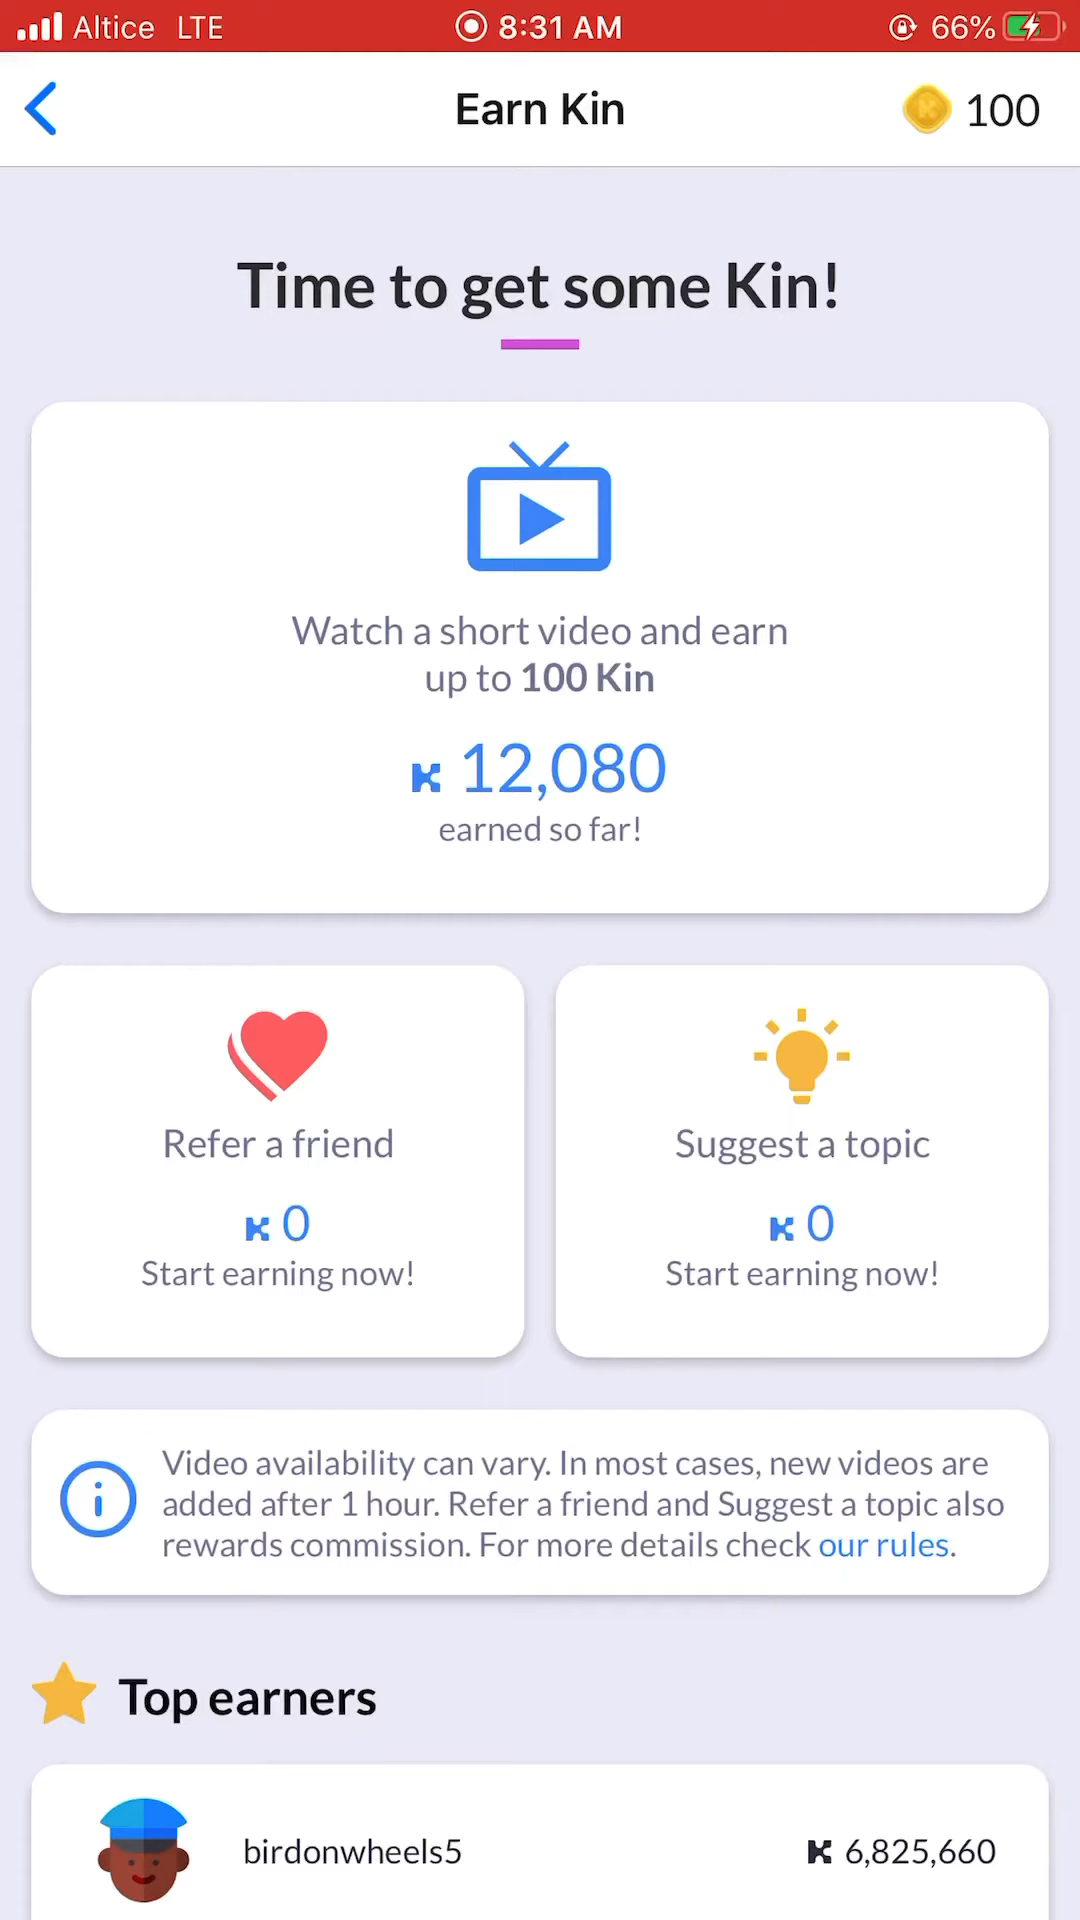 Altice LTE 8:31 AM 66%
Earn Kin 100
Time to get some Kin!
Watch a short video and earn
up to 100 Kin
12,080
earned so far!
Refer a friend
0
Start earning now!
Suggest a topic
0
Start earning now!
Video availability can vary. In most cases, new videos are
added after 1 hour. Refer a friend and Suggest a topic also
rewards commission. For more details check our rules.
Top earners
birdonwheels5 6,825,660